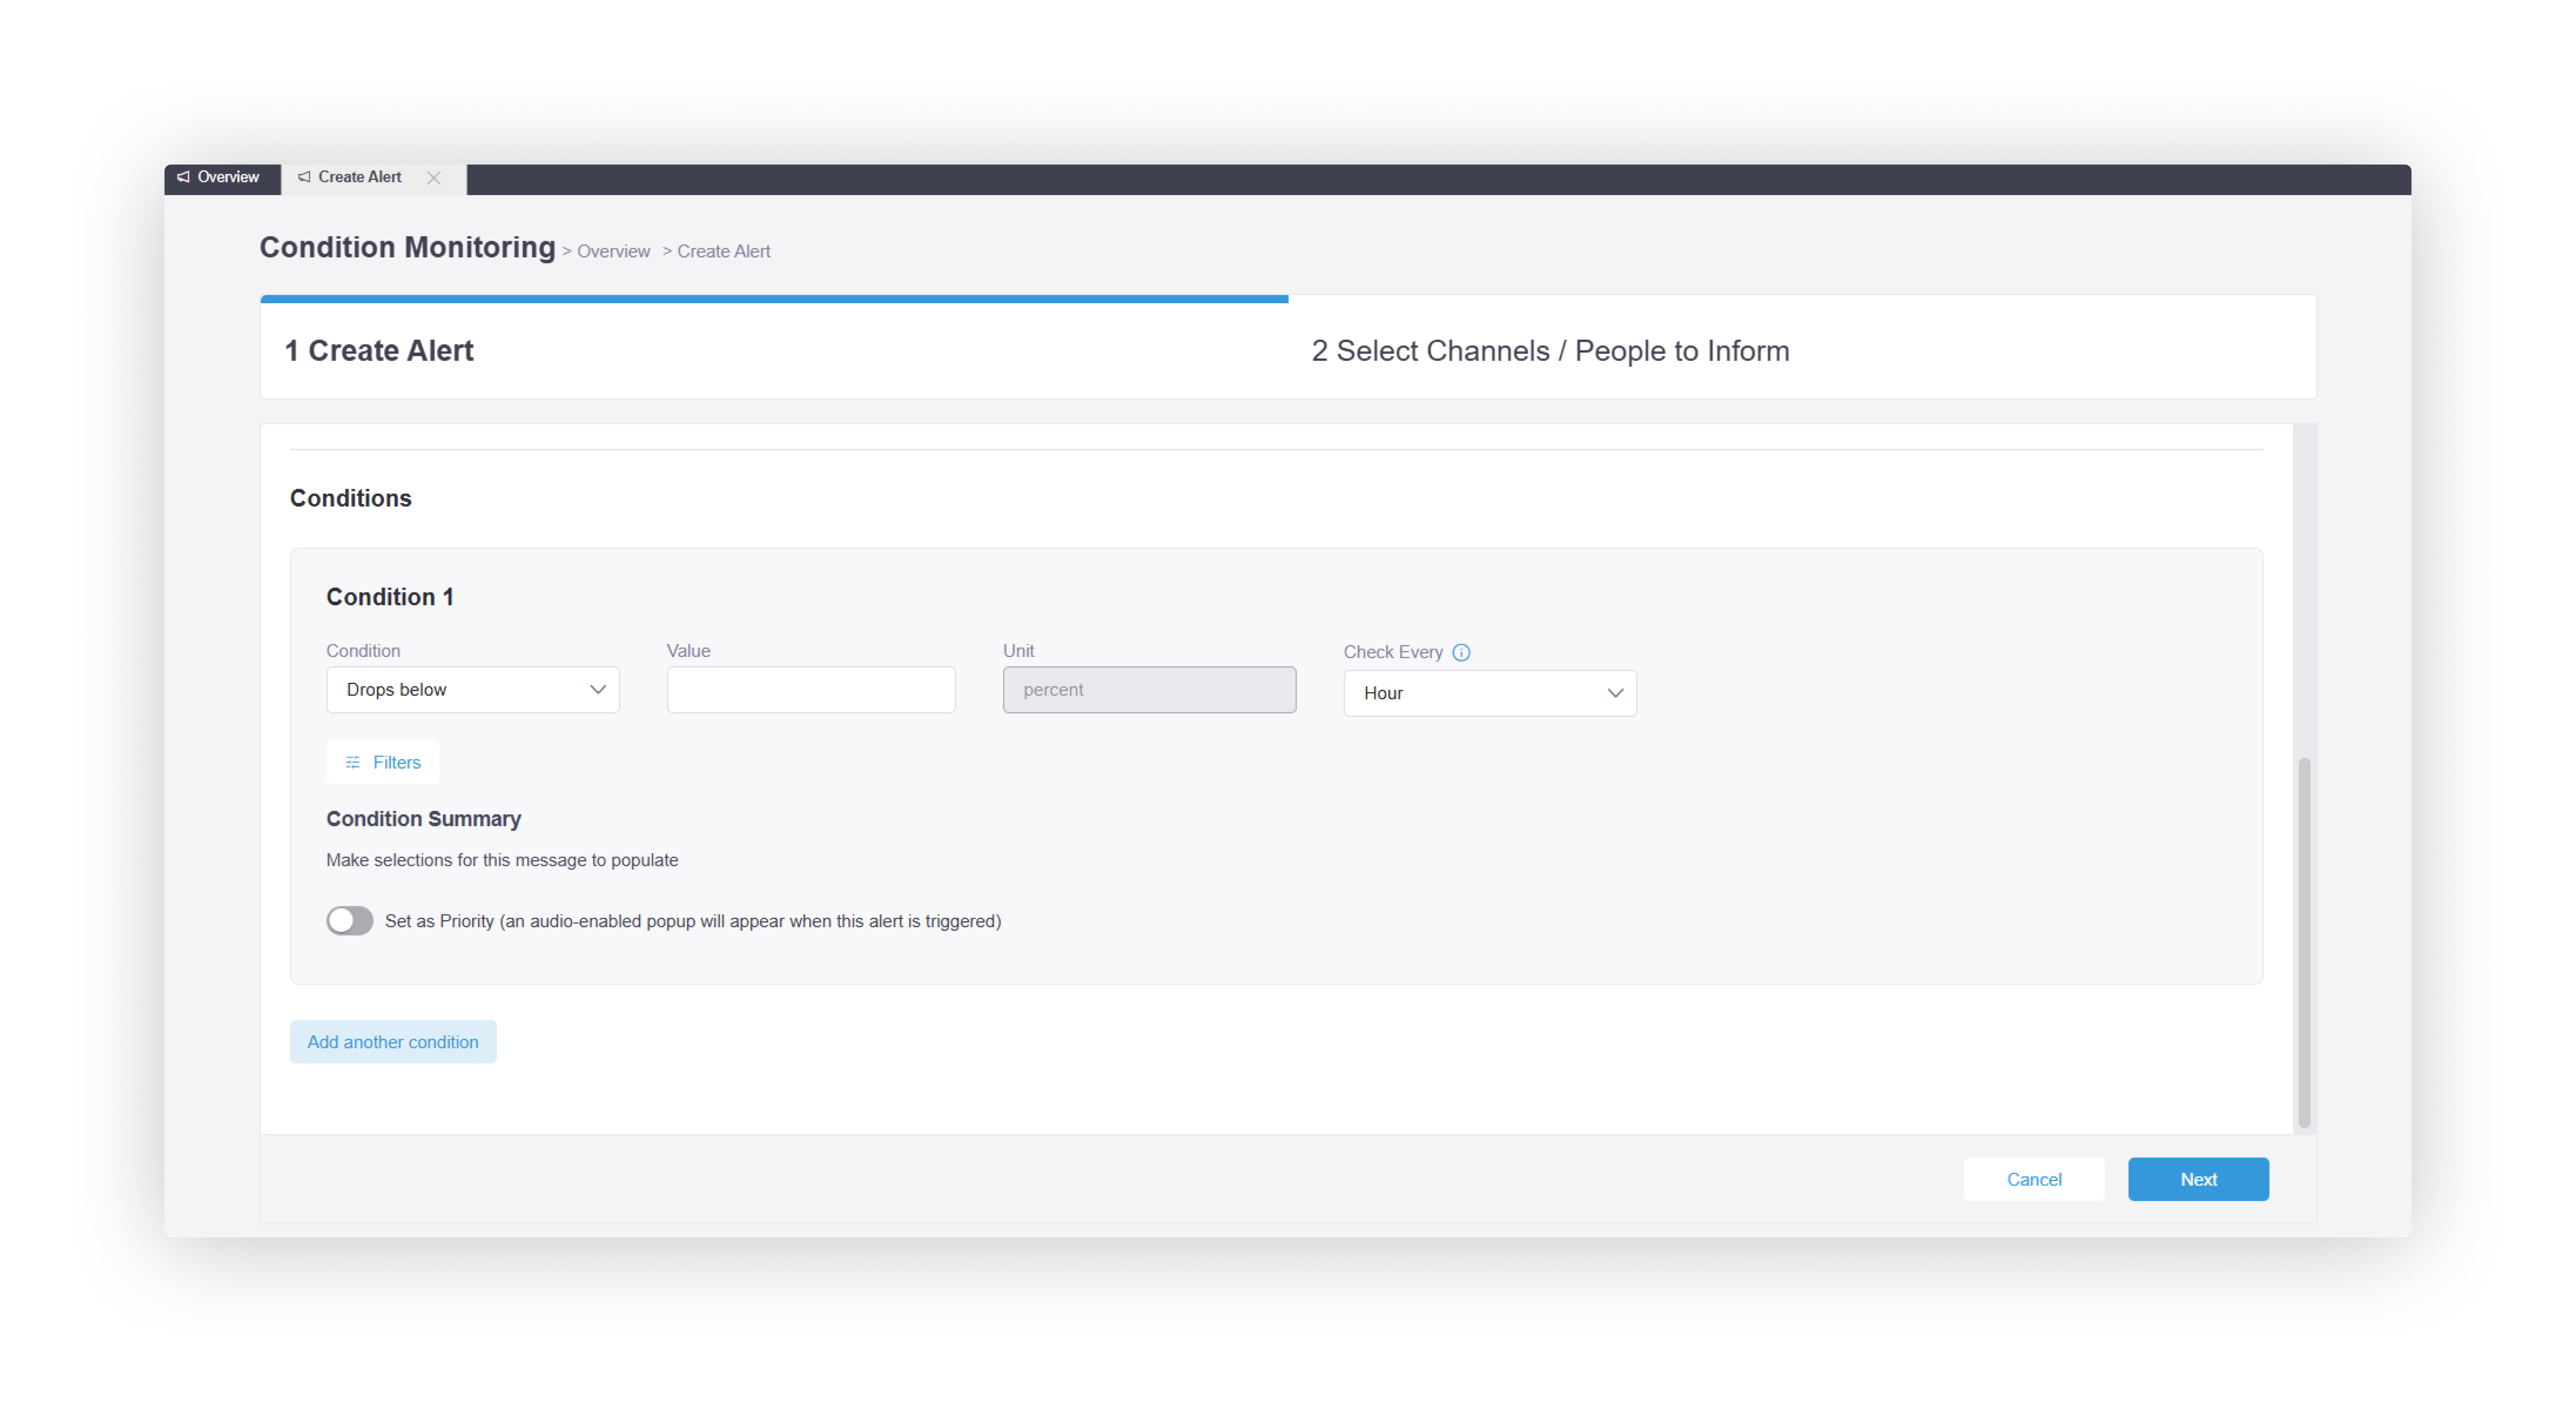 Overview Create Alert
Condition Monitoring > Overview > Create Alert
1 Create Alert 2 Select Channels / People to Inform
Conditions
Condition 1
Condition Value Unit Check Every
Drops below percent Hour
Filters
Condition Summary
Make selections for this message to populate
Set as Priority (an audio-enabled popup will appear when this alert is triggered)
Add another condition
Cancel Next